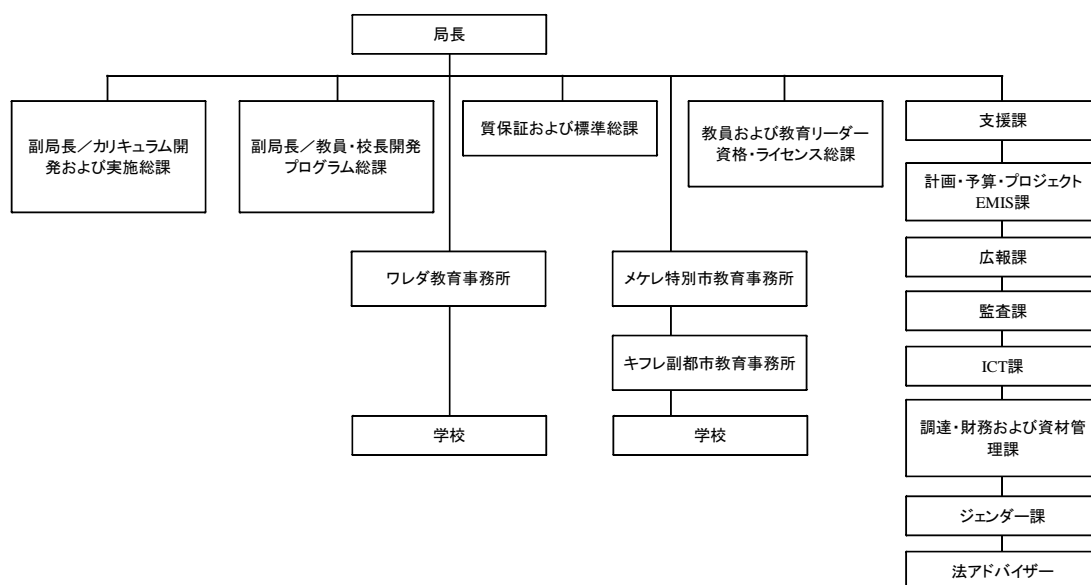 局長
副局長／カリキュラム開
発および実施総課
副局長／教員・校長開発
プログラム総課
質保証および標準総課
教員および教育リーダー
資格・ライセンス総課
支援課
計画・予算・プロジェクト
EMIS課
広報課
監査課
ICT課
調達・財務および資材管
理課
ジェンダー課
法アドバイザー
ワレダ教育事務所
学校
メケレ特別市教育事務所
キフレ副都市教育事務所
学校